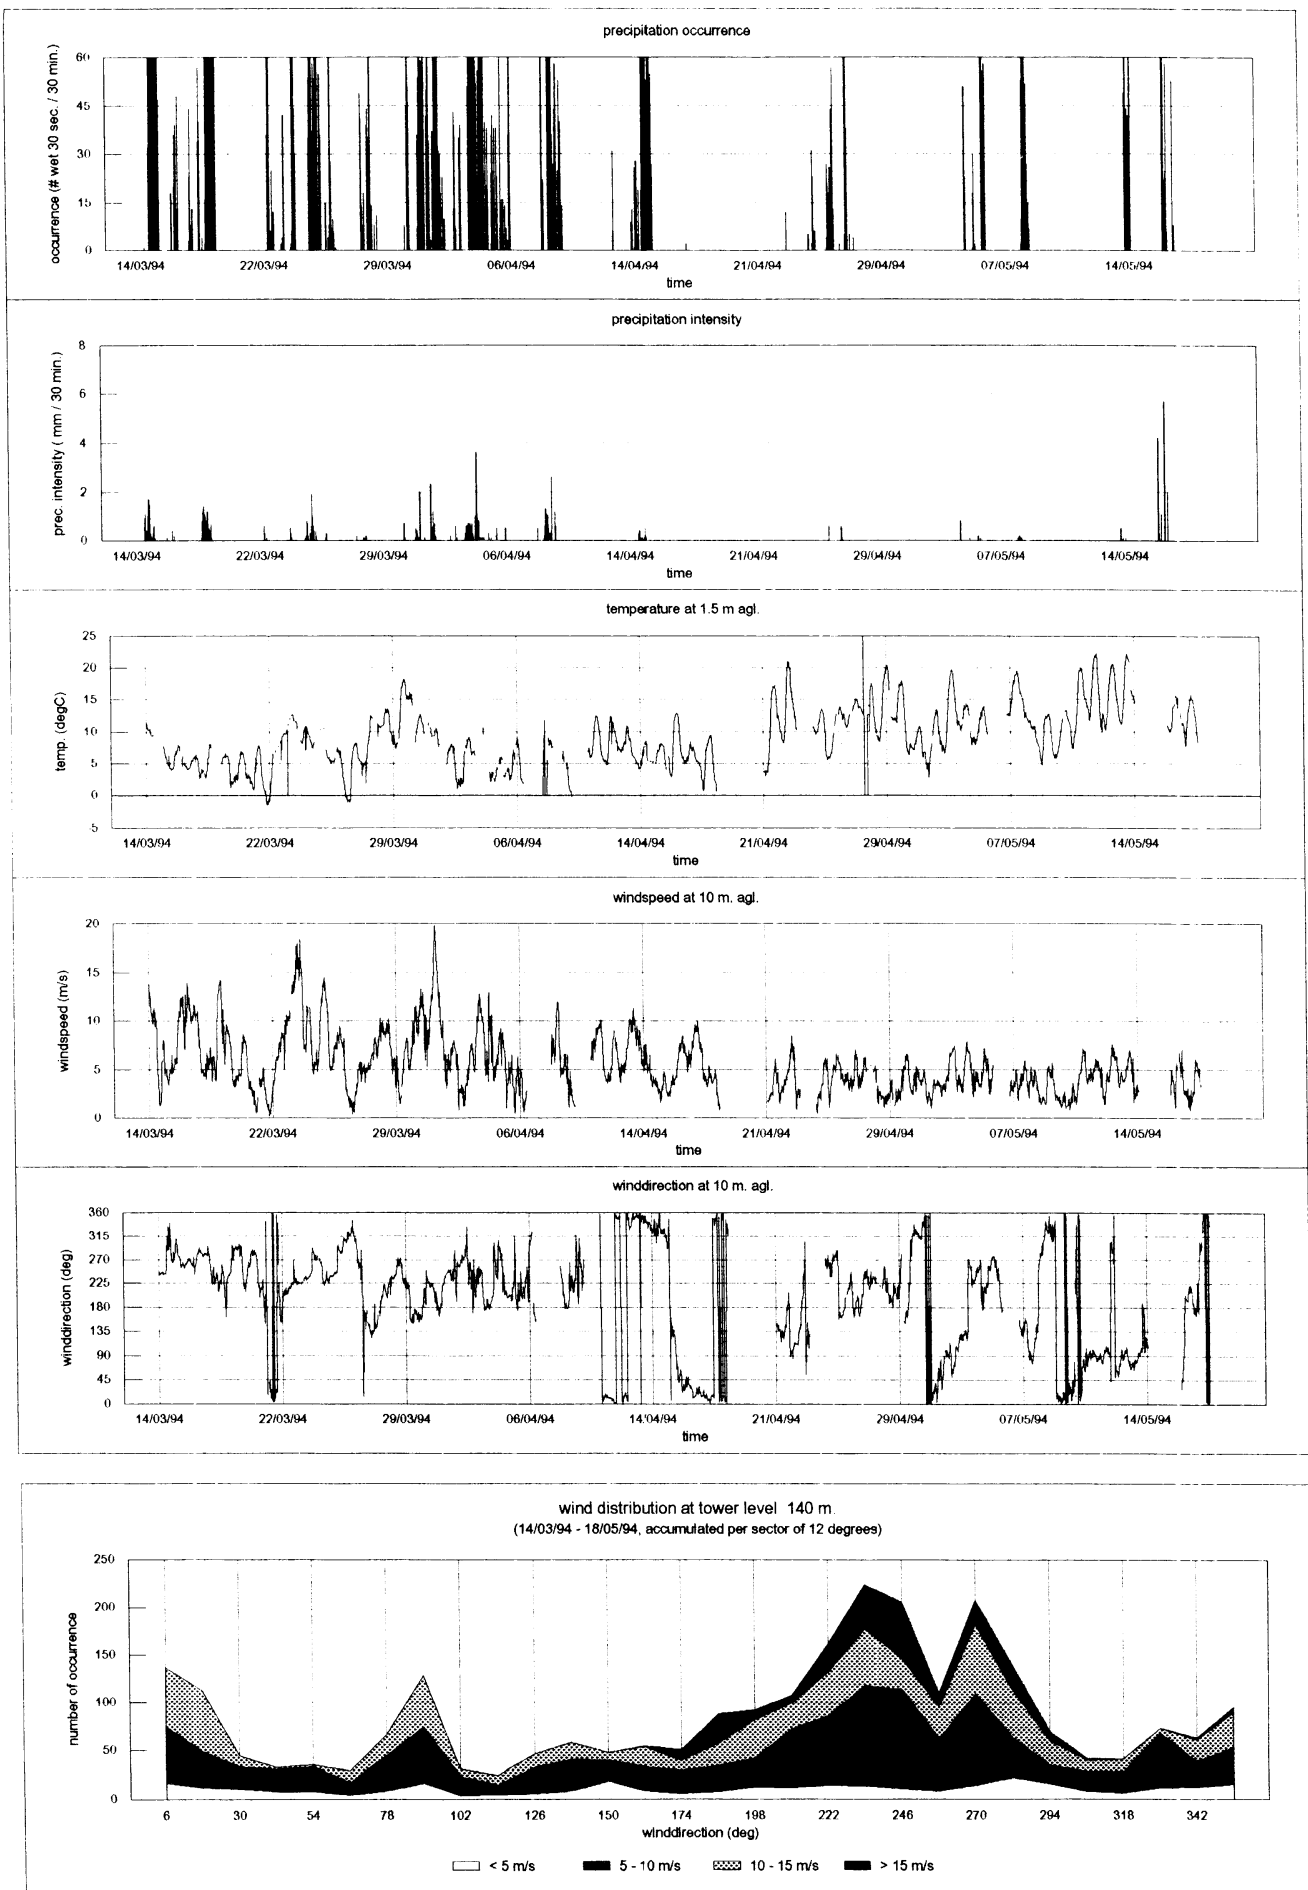 precipitation occurrence
occurrence (# wet 30 sec. / 30 min.)
60
45
30
15
0
14/03/94 22/03/94 29/03/94 06/04/94 14/04/94 21/04/94 29/04/94 07/05/94 14/05/94
time
precipitation intensity
prec. intensity ( mm / 30 min.)
8
6
4
2
0
14/03/94 22/03/94 29/03/94 06/04/94 14/04/94 21/04/94 29/04/94 07/05/94 14/05/94
time
temperature at 1.5 m agl.
temp. (degC)
25
20
15
10
5
0
-5
14/03/94 22/03/94 29/03/94 06/04/94 14/04/94 21/04/94 29/04/94 07/05/94 14/05/94
time
windspeed at 10 m. agl.
windspeed (m/s)
20
15
10
5
0
14/03/94 22/03/94 29/03/94 06/04/94 14/04/94 21/04/94 29/04/94 07/05/94 14/05/94
time
winddirection at 10 m. agl.
winddirection (deg)
360
315
270
225
180
135
90
45
0
14/03/94 22/03/94 29/03/94 06/04/94 14/04/94 21/04/94 29/04/94 07/05/94 14/05/94
time
wind distribution at tower level 140 m.
(14/03/94 - 18/05/94, accumulated per sector of 12 degrees)
number of occurrence
250
200
150
100
50
0
6 30 54 78 102 126 150 174 198 222 246 270 294 318 342
winddirection (deg)
< 5 m/s 5 - 10 m/s 10 - 15 m/s > 15 m/s